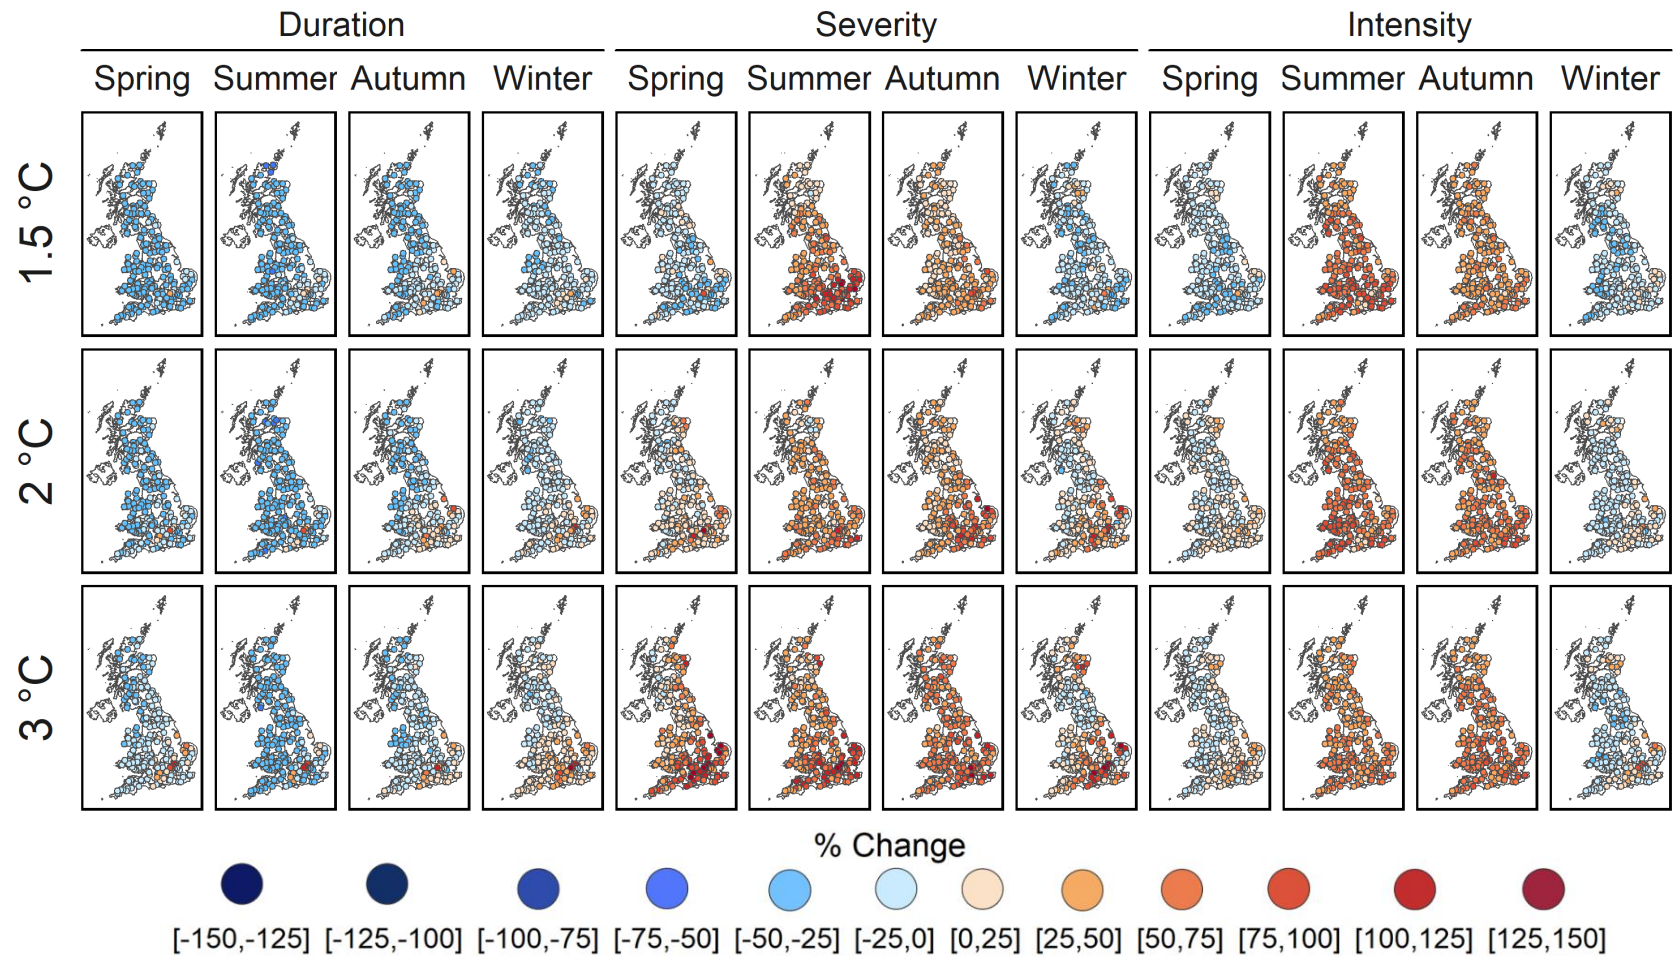 Duration Severity Intensity
Spring Summer Autumn Winter Spring Summer Autumn Winter Spring Summer Autumn Winter
1.5 °C
2 °C
3 °C
% Change
[-150,-125] [-125,-100] [-100,-75] [-75,-50] [-50,-25] [-25,0] [0,25] [25,50] [50,75] [75,100] [100,125] [125,150]